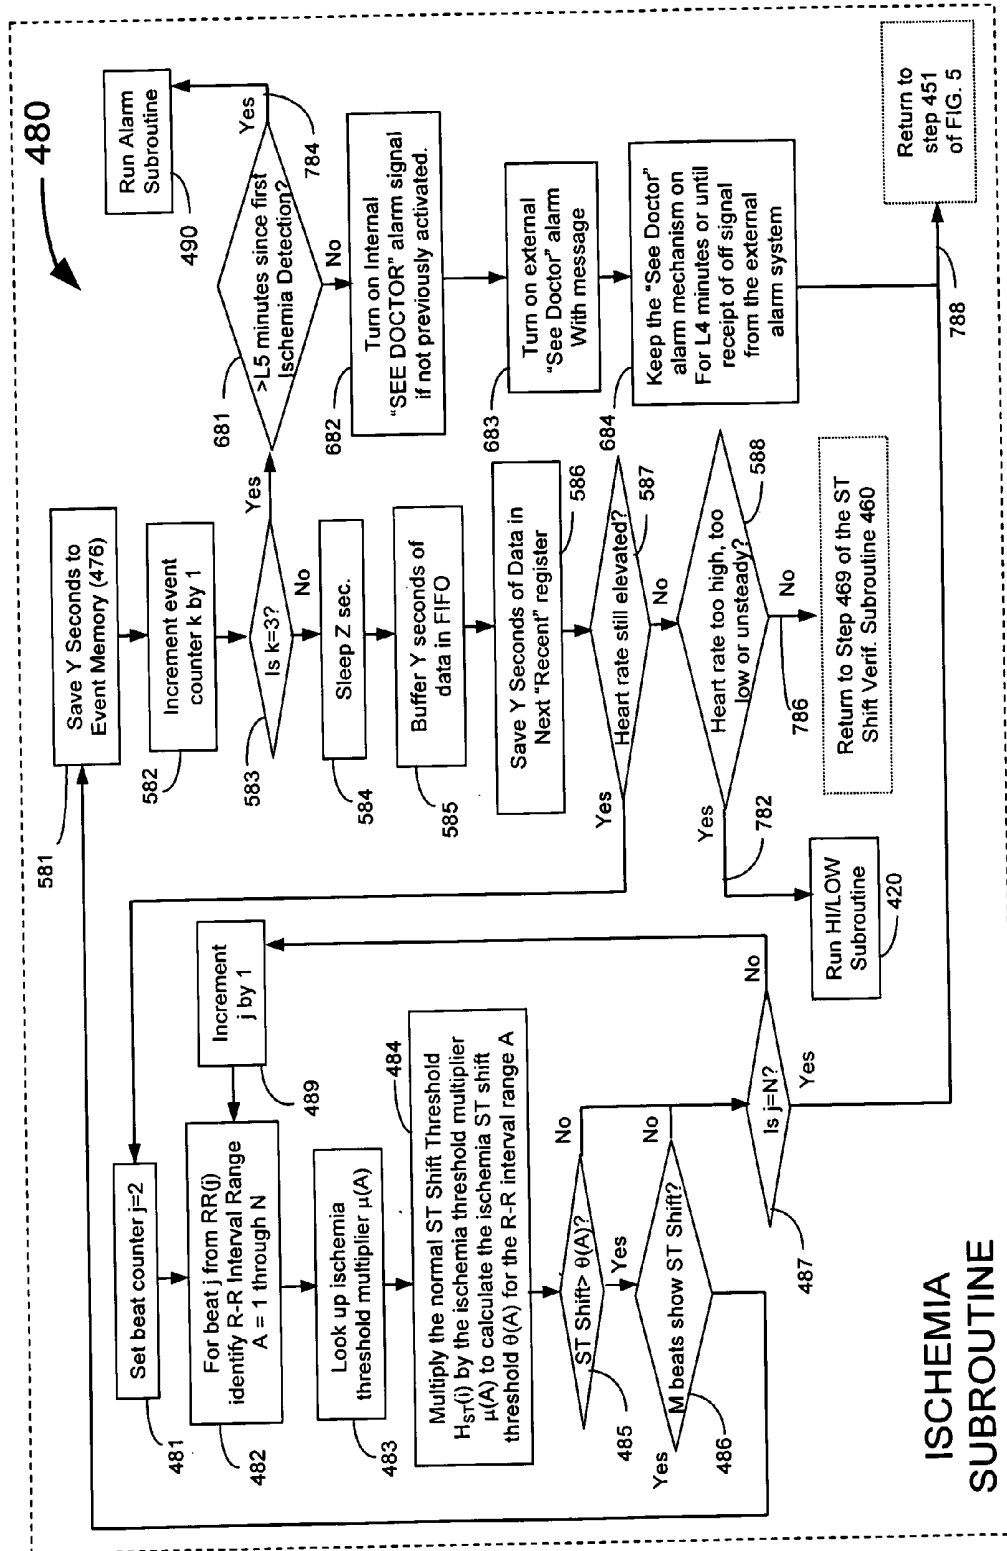 480
Set beat counter j=2
481
For beat j from RR(j)
identify R-R Interval Range
A = 1 through N
482
Increment
j by 1
489
Look up ischemia
threshold multiplier μ(A)
483
Multiply the normal ST Shift Threshold
HST(i) by the ischemia threshold multiplier
μ(A) to calculate the ischemia ST shift
threshold θ(A) for the R-R interval range A
484
ST Shift> θ(A)?
485
No
Yes
M beats show ST Shift?
486
No
Yes
Is j=N?
487
No
Yes
Save Y Seconds to
Event Memory (476)
581
Increment event
counter k by 1
582
Is k=3?
583
Yes
No
Sleep Z sec.
584
Buffer Y seconds of
data in FIFO
585
Save Y Seconds of Data in
Next “Recent” register
586
Heart rate still elevated?
587
Yes
No
Heart rate too high, too
low or unsteady?
588
Yes
782
No
786
Run HI/LOW
Subroutine
420
Return to Step 469 of the ST
Shift Verif. Subroutine 460
>L5 minutes since first
Ischemia Detection?
681
Yes
784
No
Run Alarm
Subroutine
490
Turn on Internal
“SEE DOCTOR” alarm signal
if not previously activated.
682
Turn on external
“See Doctor” alarm
With message
683
Keep the “See Doctor”
alarm mechanism on
For L4 minutes or until
receipt of off signal
from the external
alarm system
684
788
Return to
step 451
of FIG. 5
ISCHEMIA
SUBROUTINE